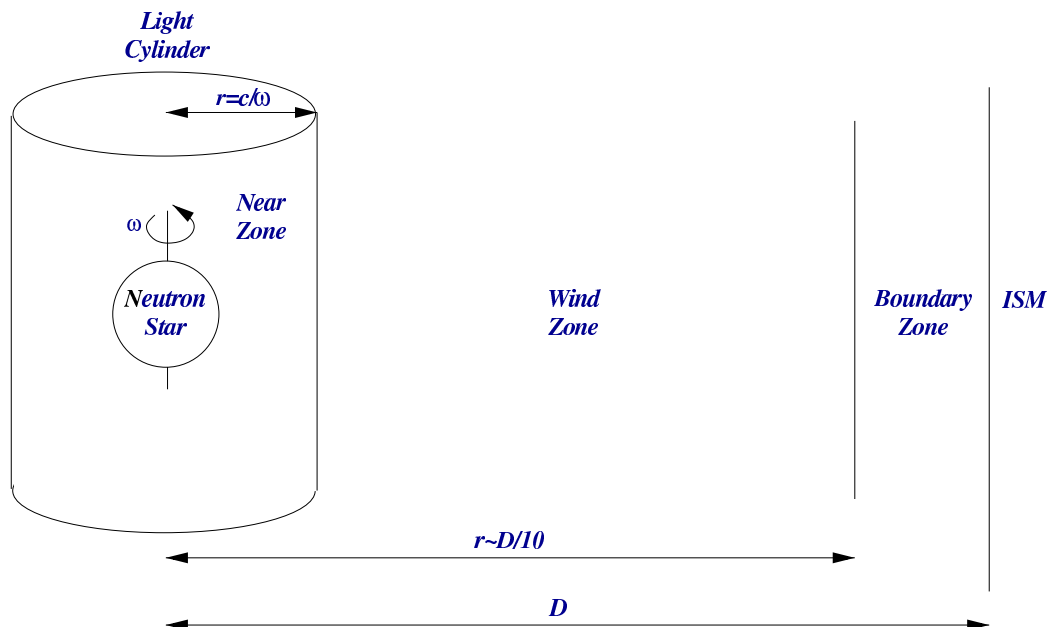 Light
Cylinder
r=c/ω
Near
Zone
ω
Neutron
Star
Wind
Zone
Boundary
Zone
ISM
r~D/10
D